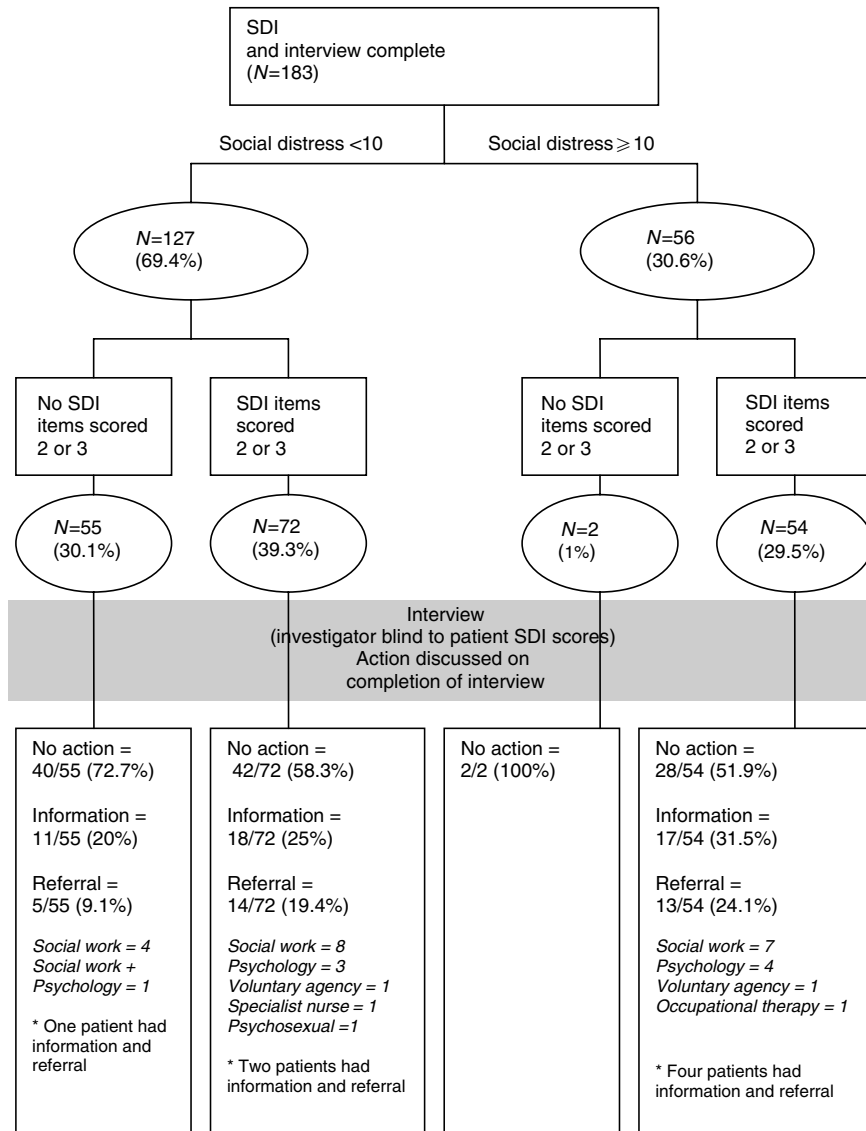 SDI
and interview complete
(N=183)
Social distress <10
Social distress ⩾ 10
N=127
(69.4%)
N=56
(30.6%)
No SDI
items scored
2 or 3
SDI items
scored
2 or 3
No SDI
items scored
2 or 3
SDI items
scored
2 or 3
N=55
(30.1%)
N=72
(39.3%)
N=2
(1%)
N=54
(29.5%)
Interview
(investigator blind to patient SDI scores)
Action discussed on
completion of interview
No action =
40/55 (72.7%)
Information =
11/55 (20%)
Referral =
5/55 (9.1%)
Social work = 4
Social work +
Psychology = 1
* One patient had
information and
referral
No action =
42/72 (58.3%)
Information =
18/72 (25%)
Referral =
14/72 (19.4%)
Social work = 8
Psychology = 3
Voluntary agency = 1
Specialist nurse = 1
Psychosexual =1
* Two patients had
information and referral
No action =
2/2 (100%)
No action =
28/54 (51.9%)
Information =
17/54 (31.5%)
Referral =
13/54 (24.1%)
Social work = 7
Psychology = 4
Voluntary agency = 1
Occupational therapy = 1
* Four patients had
information and referral